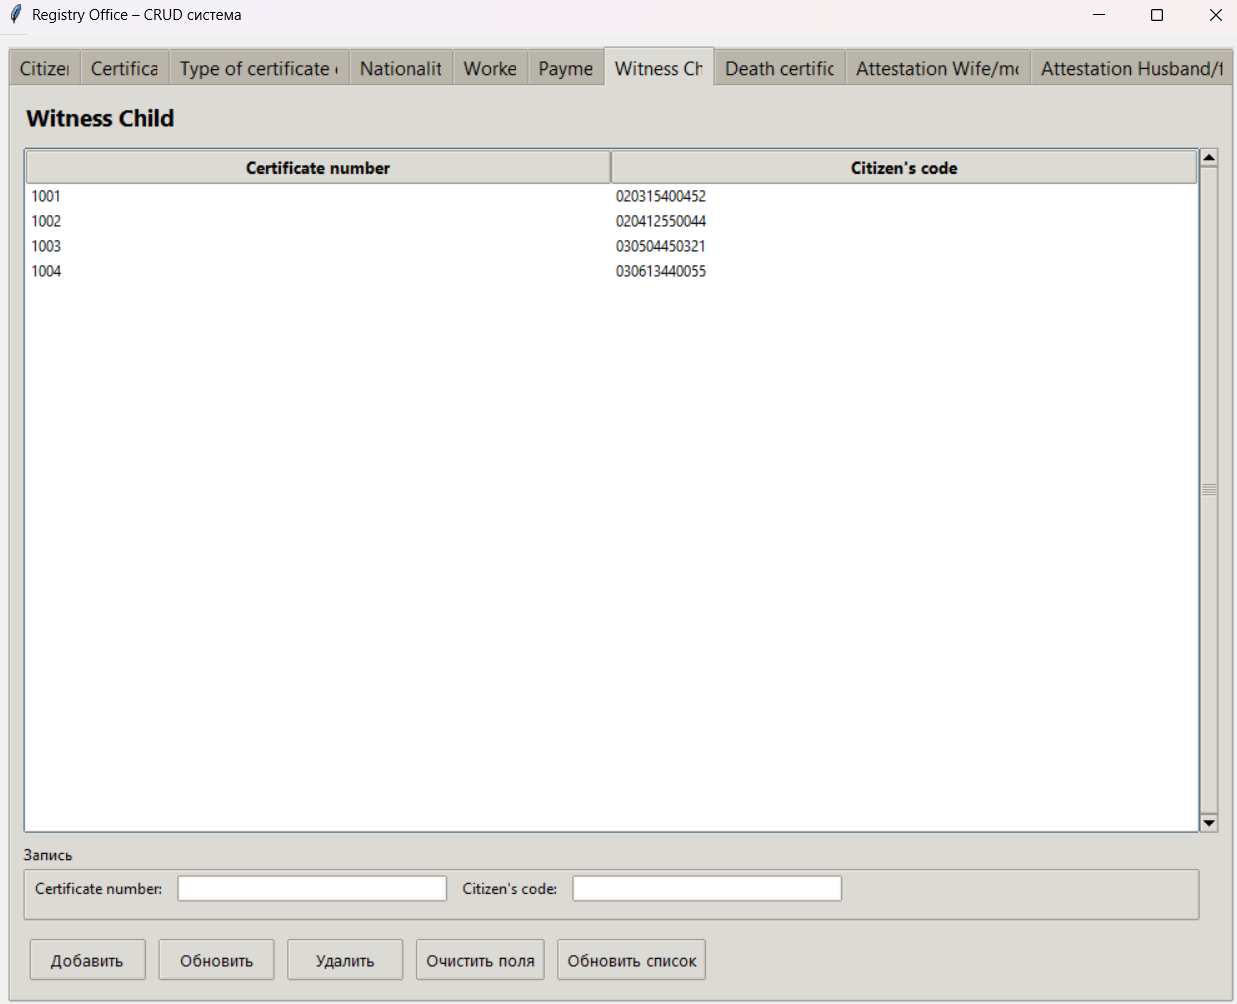 Registry Office – CRUD система
Citizer Certifica Type of certificate Nationalit Worke Payme Witness Ch Death certific Attestation Wife/mo Attestation Husband/f
Witness Child
Certificate number Citizen's code
1001 020315400452
1002 020412550044
1003 030504450321
1004 030613440055
Запись
Certificate number: Citizen's code:
Добавить Обновить Удалить Очистить поля Обновить список